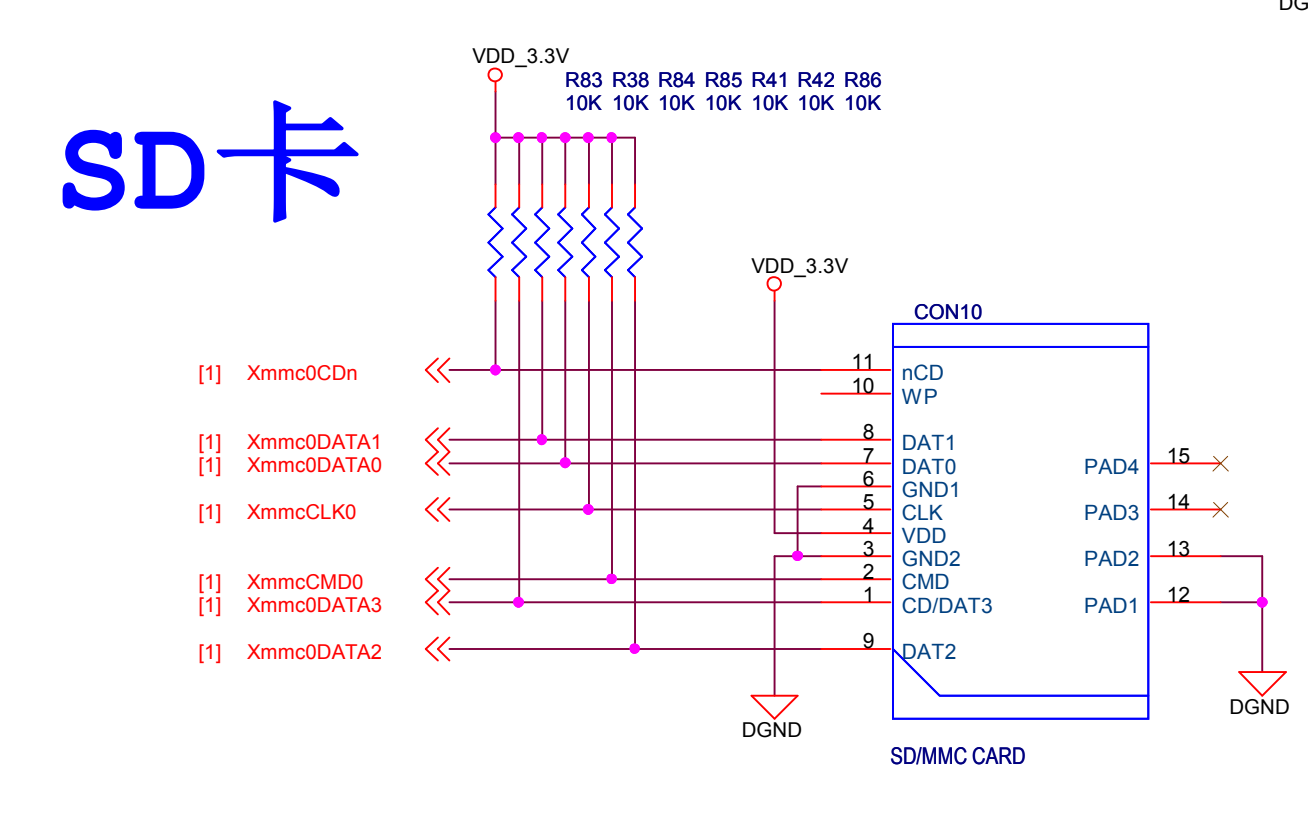 DG
VDD_3.3V
R83 R38 R84 R85 R41 R42 R86
10K 10K 10K 10K 10K 10K 10K
SD卡
VDD_3.3V
CON10
[1] Xmmc0CDn 11 nCD
10 WP
[1] Xmmc0DATA1 8 DAT1
[1] Xmmc0DATA0 7 DAT0 PAD4 15
6 GND1
[1] XmmcCLK0 5 CLK PAD3 14
4 VDD
3 GND2 PAD2 13
[1] XmmcCMD0 2 CMD
[1] Xmmc0DATA3 1 CD/DAT3 PAD1 12
[1] Xmmc0DATA2 9 DAT2
DGND
DGND
SD/MMC CARD